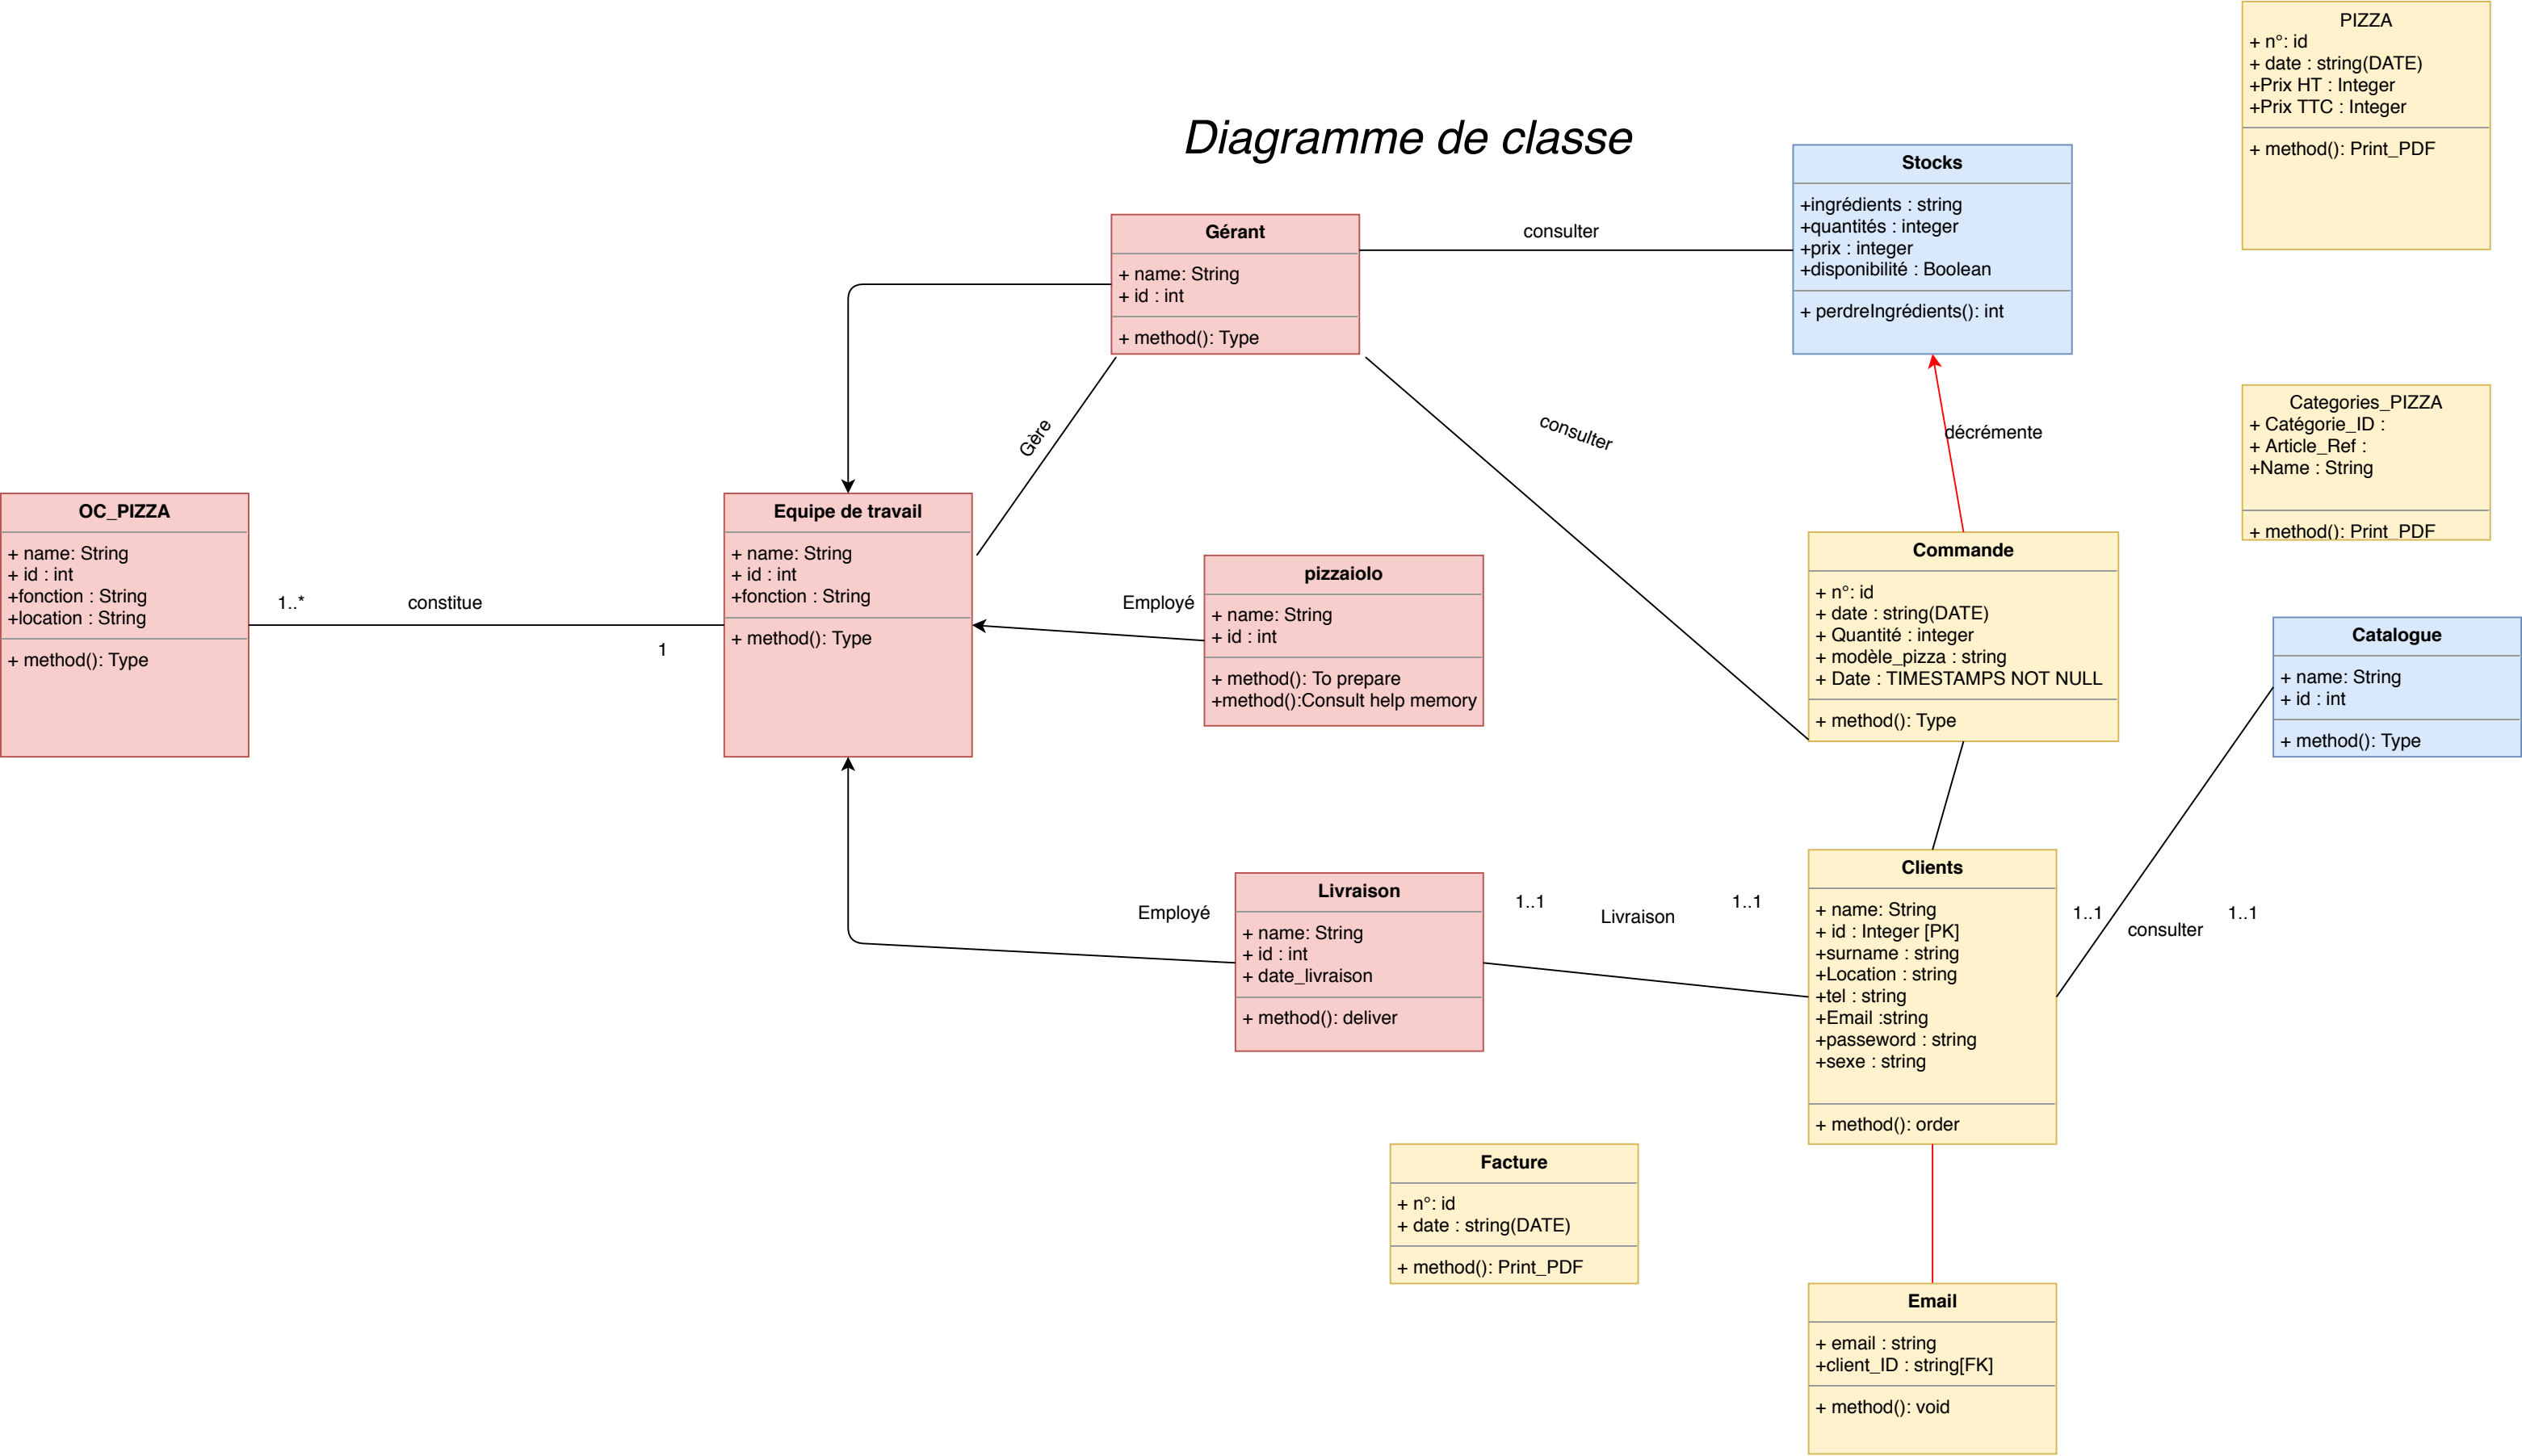 Diagramme de classe
PIZZA
+ n°: id
+ date : string(DATE)
+Prix HT : Integer
+Prix TTC : Integer
+ method(): Print_PDF
Stocks
+ingrédients : string
+quantités : integer
+prix : integer
+disponibilité : Boolean
+ perdreIngrédients(): int
Gérant
+ name: String
+ id : int
+ method(): Type
consulter
Gère
consulter
décrémente
Categories_PIZZA
+ Catégorie_ID :
+ Article_Ref :
+Name : String
+ method(): Print_PDF
OC_PIZZA
+ name: String
+ id : int
+fonction : String
+location : String
+ method(): Type
1..*
constitue
1
Equipe de travail
+ name: String
+ id : int
+fonction : String
+ method(): Type
Employé
pizzaiolo
+ name: String
+ id : int
+ method(): To prepare
+method():Consult help memory
Commande
+ n°: id
+ date : string(DATE)
+ Quantité : integer
+ modèle_pizza : string
+ Date : TIMESTAMPS NOT NULL
+ method(): Type
Catalogue
+ name: String
+ id : int
+ method(): Type
Employé
Livraison
+ name: String
+ id : int
+ date_livraison
+ method(): deliver
1..1
Livraison
1..1
Clients
+ name: String
+ id : Integer [PK]
+surname : string
+Location : string
+tel : string
+Email :string
+passeword : string
+sexe : string
+ method(): order
1..1
consulter
1..1
Facture
+ n°: id
+ date : string(DATE)
+ method(): Print_PDF
Email
+ email : string
+client_ID : string[FK]
+ method(): void